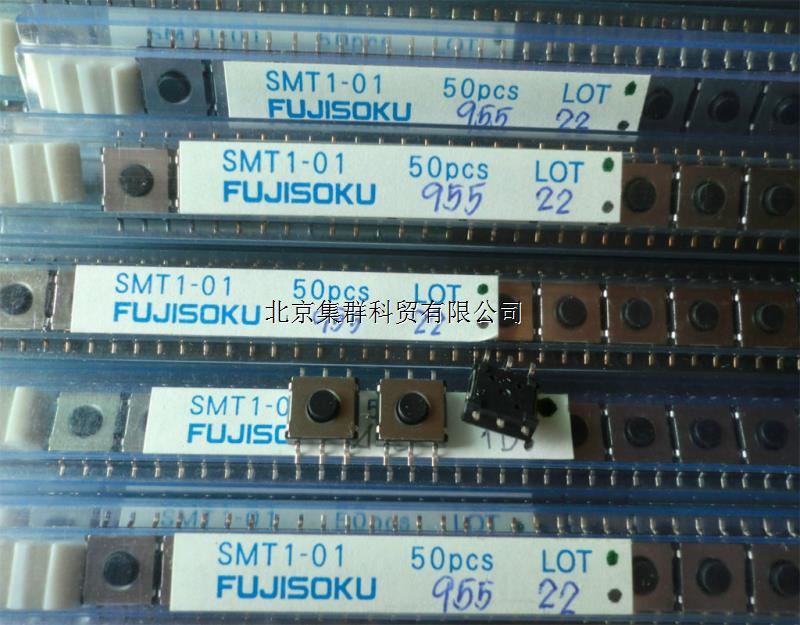 SMT1-01 50pcs LOT
FUJISOKU 955 22
SMT1-01 50pcs LOT
FUJISOKU 955 22
SMT1-01 50pcs LOT
FUJISOKU 955 22
北京集群科贸有限公司
SMT1-0
FUJISO
SMT1-01 50pcs LOT
FUJISOKU 955 22